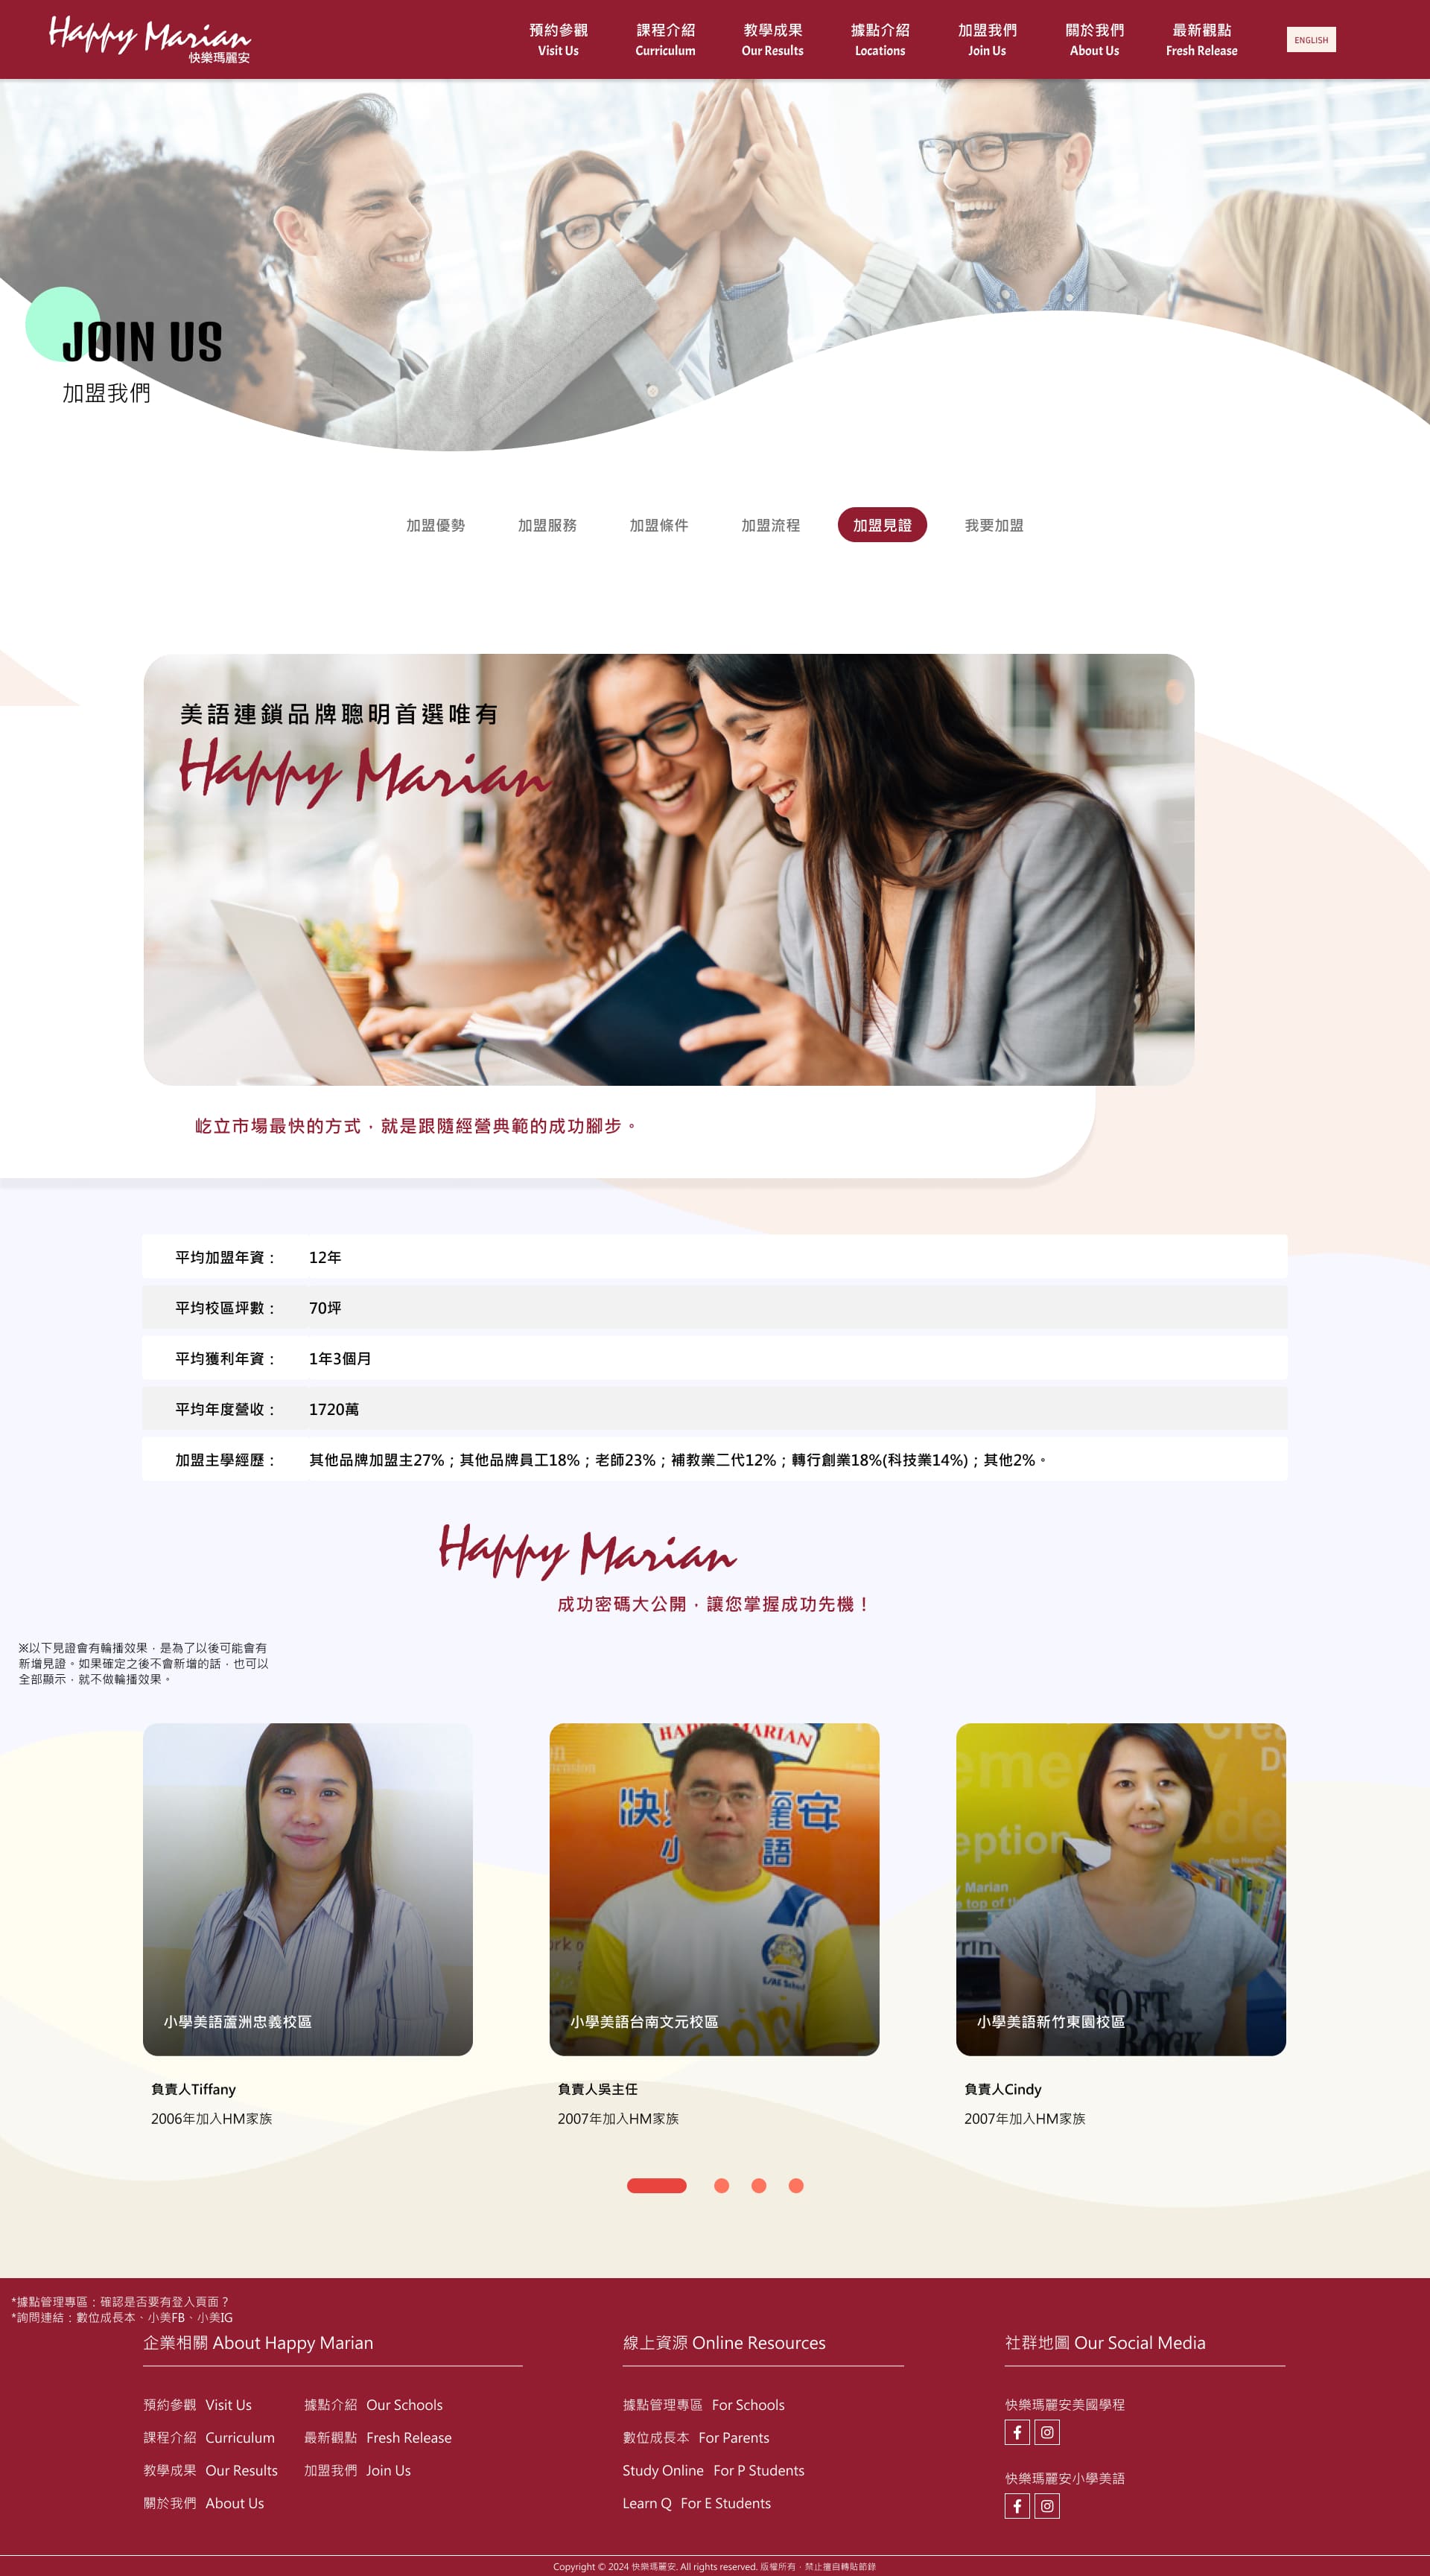 Happy Marian
快樂瑪麗安
預約參觀 課程介紹 教學成果 據點介紹 加盟我們 關於我們 最新觀點
Visit Us Curriculum Our Results Locations Join Us About Us Fresh Release
ENGLISH
JOIN US
加盟我們
加盟優勢 加盟服務 加盟條件 加盟流程 加盟見證 我要加盟
美語連鎖品牌聰明首選唯有
Happy Marian
屹立市場最快的方式，就是跟隨經營典範的成功腳步。
平均加盟年資： 12年
平均校區坪數： 70坪
平均獲利年資： 1年3個月
平均年度營收： 1720萬
加盟主學經歷： 其他品牌加盟主27%；其他品牌員工18%；老師23%；補教業二代12%；轉行創業18%(科技業14%)；其他2%。
Happy Marian
成功密碼大公開，讓您掌握成功先機！
※以下見證會有輪播效果，是為了以後可能會有
新增見證。如果確定之後不會新增的話，也可以
全部顯示，就不做輪播效果。
小學美語蘆洲忠義校區 小學美語台南文元校區 小學美語新竹東園校區
負責人Tiffany 負責人吳主任 負責人Cindy
2006年加入HM家族 2007年加入HM家族 2007年加入HM家族
*據點管理專區：確認是否要有登入頁面？
*詢問連結：數位成長本、小美FB、小美IG
企業相關 About Happy Marian 線上資源 Online Resources 社群地圖 Our Social Media
預約參觀 Visit Us 據點介紹 Our Schools 據點管理專區 For Schools 快樂瑪麗安美國學程
課程介紹 Curriculum 最新觀點 Fresh Release 數位成長本 For Parents
教學成果 Our Results 加盟我們 Join Us Study Online For P Students 快樂瑪麗安小學美語
關於我們 About Us Learn Q For E Students
Copyright © 2024 快樂瑪麗安. All rights reserved. 版權所有，禁止擅自轉貼節錄